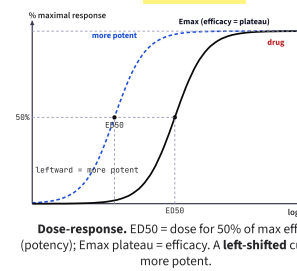 % maximal response
Emax (efficacy = plateau)
more potent
drug
50%
ED50
leftward = more potent
ED50
log
Dose-response. ED50 = dose for 50% of max eff
(potency); Emax plateau = efficacy. A left-shifted cu
more potent.